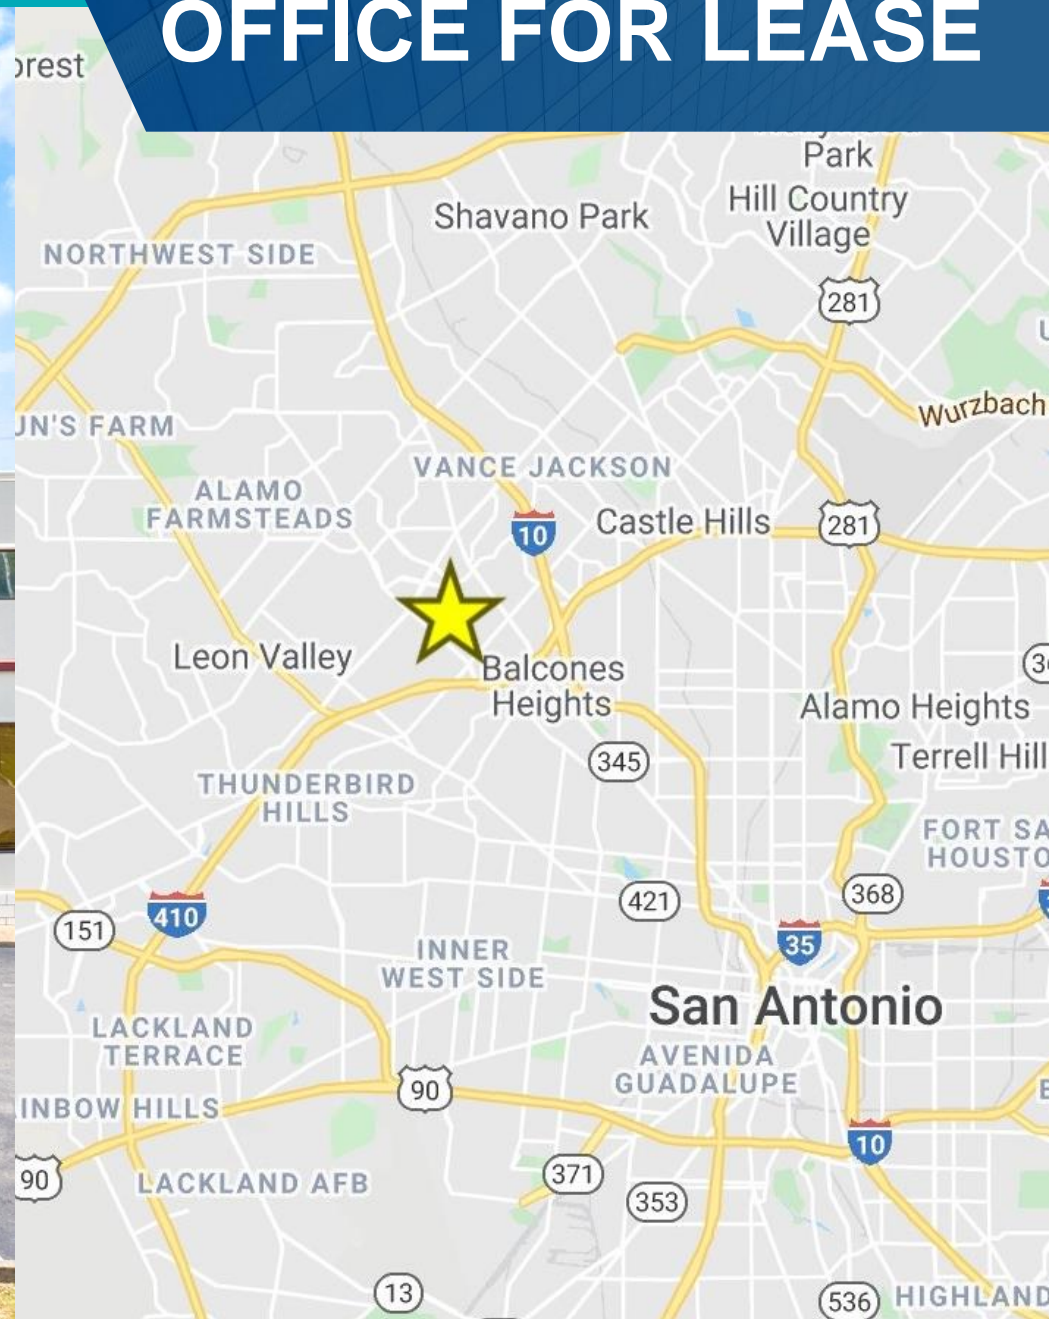 OFFICE FOR LEASE
Park
Shavano Park
Hill Country
Village
NORTHWEST SIDE
281
Wurzbach
VANCE JACKSON
ALAMO
FARMSTEADS
10
Castle Hills
281
Leon Valley
Balcones
Heights
Alamo Heights
345
THUNDERBIRD
HILLS
421
368
410
151
35
INNER
WEST SIDE
San Antonio
LACKLAND
TERRACE
AVENIDA
GUADALUPE
90
10
90
371
LACKLAND AFB
353
13
536